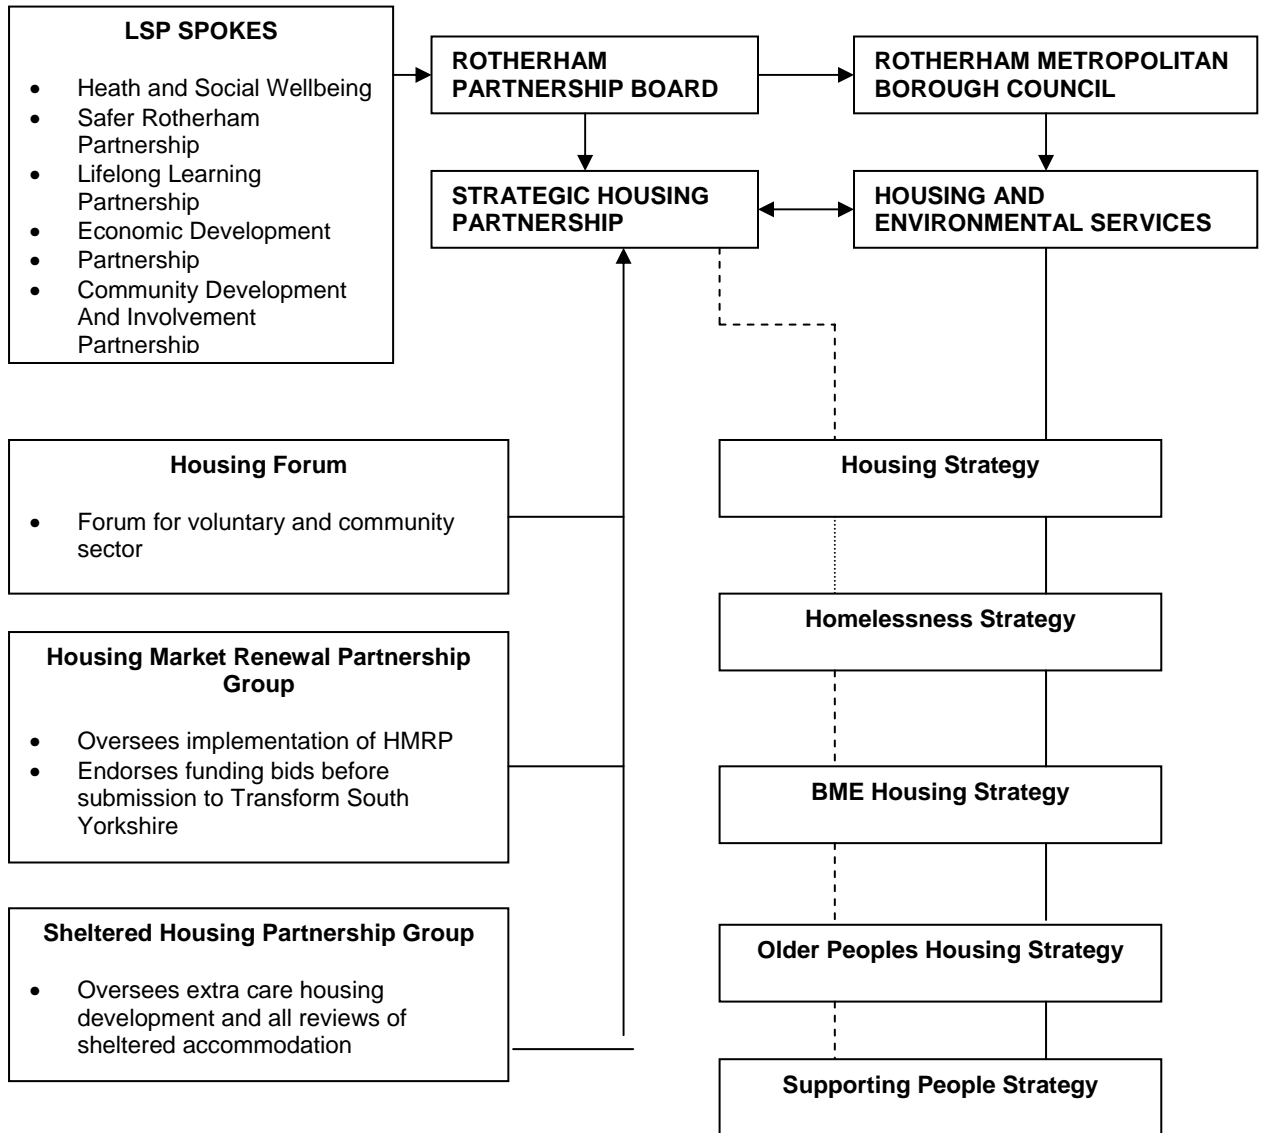 LSP SPOKES
• Heath and Social Wellbeing
• Safer Rotherham
Partnership
• Lifelong Learning
Partnership
• Economic Development
• Partnership
• Community Development
And Involvement
Partnership
ROTHERHAM
PARTNERSHIP BOARD
ROTHERHAM METROPOLITAN
BOROUGH COUNCIL
STRATEGIC HOUSING
PARTNERSHIP
HOUSING AND
ENVIRONMENTAL SERVICES
Housing Forum
• Forum for voluntary and community
sector
Housing Market Renewal Partnership
Group
• Oversees implementation of HMRP
• Endorses funding bids before
submission to Transform South
Yorkshire
Sheltered Housing Partnership Group
• Oversees extra care housing
development and all reviews of
sheltered accommodation
Housing Strategy
Homelessness Strategy
BME Housing Strategy
Older Peoples Housing Strategy
Supporting People Strategy